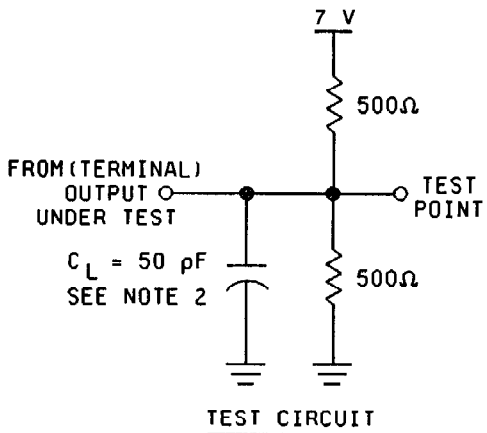 7 V
500Ω
FROM(TERMINAL)
OUTPUT
UNDER TEST
TEST
POINT
C_L = 50 pF
SEE NOTE 2
500Ω
TEST CIRCUIT